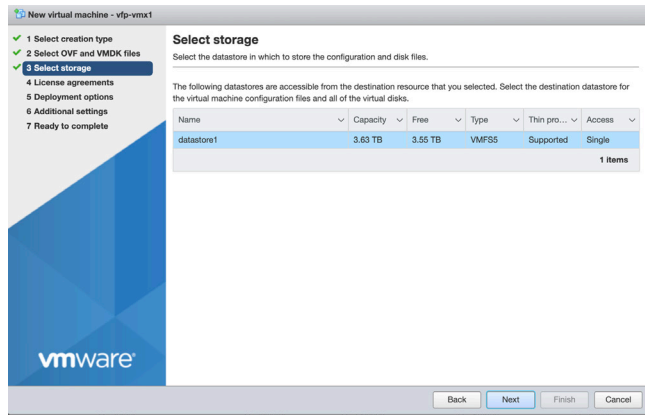 New virtual machine - vfp-vmx1
1 Select creation type
2 Select OVF and VMDK files
3 Select storage
4 License agreements
5 Deployment options
6 Additional settings
7 Ready to complete
Select storage
Select the datastore in which to store the configuration and disk files.
The following datastores are accessible from the destination resource that you selected. Select the destination datastore for
the virtual machine configuration files and all of the virtual disks.
Name Capacity Free Type Thin pro... Access
datastore1 3.63 TB 3.55 TB VMFS5 Supported Single
1 items
vmware®
Back Next Finish Cancel